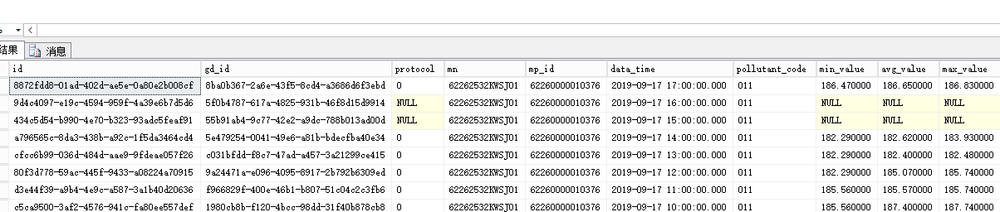 结果 消息
id gd_id protocol mn mp_id data_time pollutant_code min_value avg_value max_value
8872fdd8-01ad-402d-ae5e-0a80e2b008cf 8ba0b367-2a6e-43f5-8cd4-a3686d6f3ebd 0 62262532KWSJ01 62260000010376 2019-09-17 17:00:00.000 011 186.470000 186.650000 186.830000
9d4c4097-e19c-4594-959f-4a39e6b7d5d6 5f0b4787-617a-4825-931b-46f8d15d9914 NULL 62262532KWSJ01 62260000010376 2019-09-17 16:00:00.000 011 NULL NULL NULL
434c5d54-b990-4e70-b323-93adc5feaf91 55b91ab4-9c77-42e2-a9dc-788b013ad00d NULL 62262532KWSJ01 62260000010376 2019-09-17 15:00:00.000 011 NULL NULL NULL
a796565c-8da3-438b-a92c-1f5da3464cd4 5e479254-0041-49e6-a81b-bdecfba40e34 0 62262532KWSJ01 62260000010376 2019-09-17 14:00:00.000 011 182.290000 182.620000 183.930000
cfcc6b99-036d-484d-aae9-9fdeae057f26 c031bfdd-f8c7-47ad-a457-3a21299ce415 0 62262532KWSJ01 62260000010376 2019-09-17 13:00:00.000 011 182.290000 182.400000 182.480000
80f3d778-59ac-445f-9433-a08224a70915 9a24471a-e096-4095-8917-2b792b6309ed 0 62262532KWSJ01 62260000010376 2019-09-17 12:00:00.000 011 182.290000 185.070000 185.740000
d3e44f39-a9b4-4e9c-a587-3a1b40d20636 f966829f-400e-46b1-b807-51c04c2c3fb6 0 62262532KWSJ01 62260000010376 2019-09-17 11:00:00.000 011 185.560000 185.570000 185.740000
c5ca9500-3af2-4576-941c-fa80ee557def 1980cb8b-f120-4bcc-98dd-31f40b878cb8 0 62262532KWSJ01 62260000010376 2019-09-17 10:00:00.000 011 185.560000 187.400000 187.740000